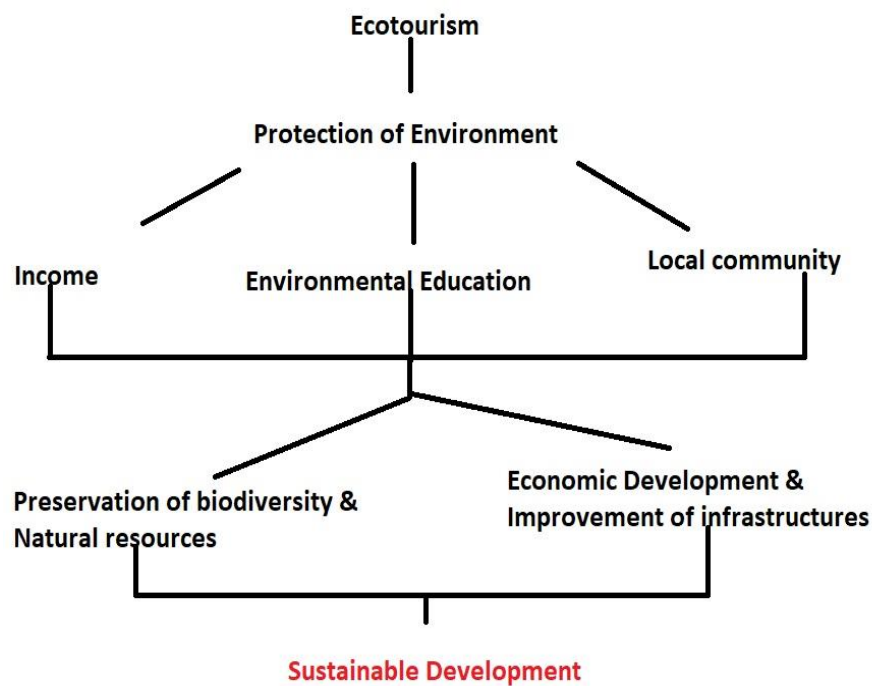 Ecotourism
Protection of Environment
Income
Environmental Education
Local community
Preservation of biodiversity &
Natural resources
Economic Development &
Improvement of infrastructures
Sustainable Development